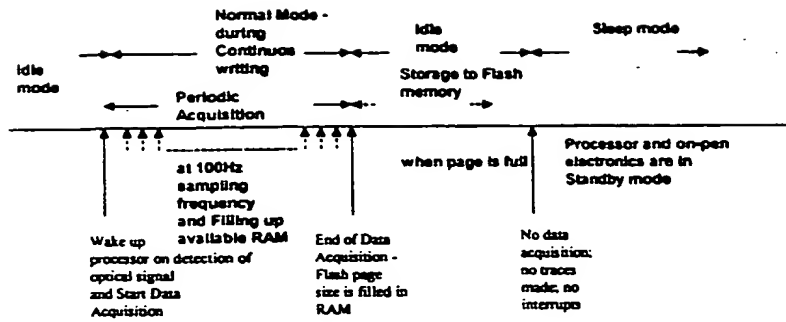 Normal Mode -
during
Continuos
writing
Idle
mode
Sleep mode
Idle
mode
Storage to Flash
memory
Periodic
Acquisition
at 100Hz
sampling
frequency
and Filling up
available RAM
when page is full
Processor and on-pen
electronics are in
Standby mode
Wake up
processor on detection of
optical signal
and Start Data
Acquisition
End of Data
Acquisition -
Flash page
size is filled in
RAM
No data
acquisition;
no traces
made; no
interrupts